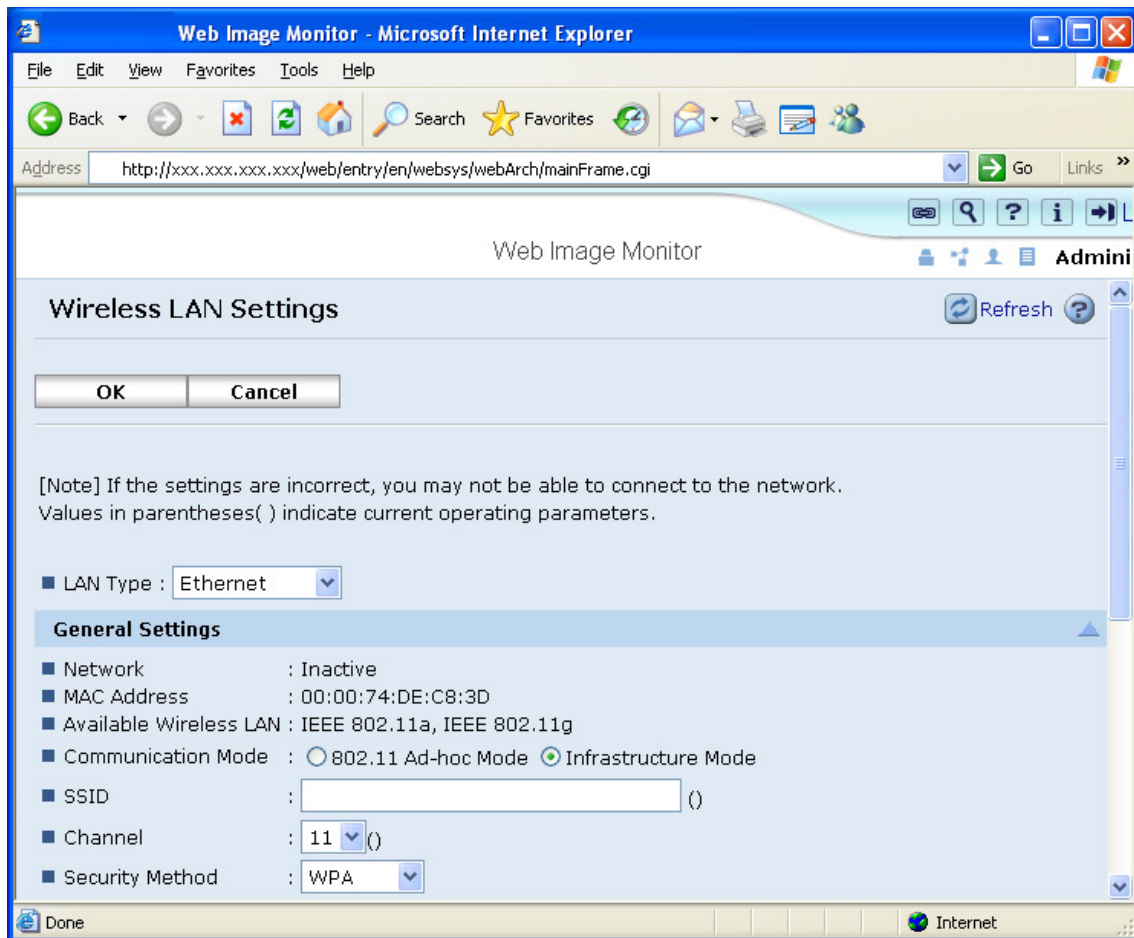 Web Image Monitor - Microsoft Internet Explorer
File Edit View Favorites Tools Help
Back Search Favorites
Address http://xxx.xxx.xxx.xxx/web/entry/en/websys/webArch/mainFrame.cgi Go Links »
? i L
Web Image Monitor Admini
Wireless LAN Settings Refresh ?
OK Cancel
[Note] If the settings are incorrect, you may not be able to connect to the network.
Values in parentheses( ) indicate current operating parameters.
LAN Type : Ethernet
General Settings
Network : Inactive
MAC Address : 00:00:74:DE:C8:3D
Available Wireless LAN : IEEE 802.11a, IEEE 802.11g
Communication Mode : 802.11 Ad-hoc Mode Infrastructure Mode
SSID : ()
Channel : 11 ()
Security Method : WPA
Done Internet